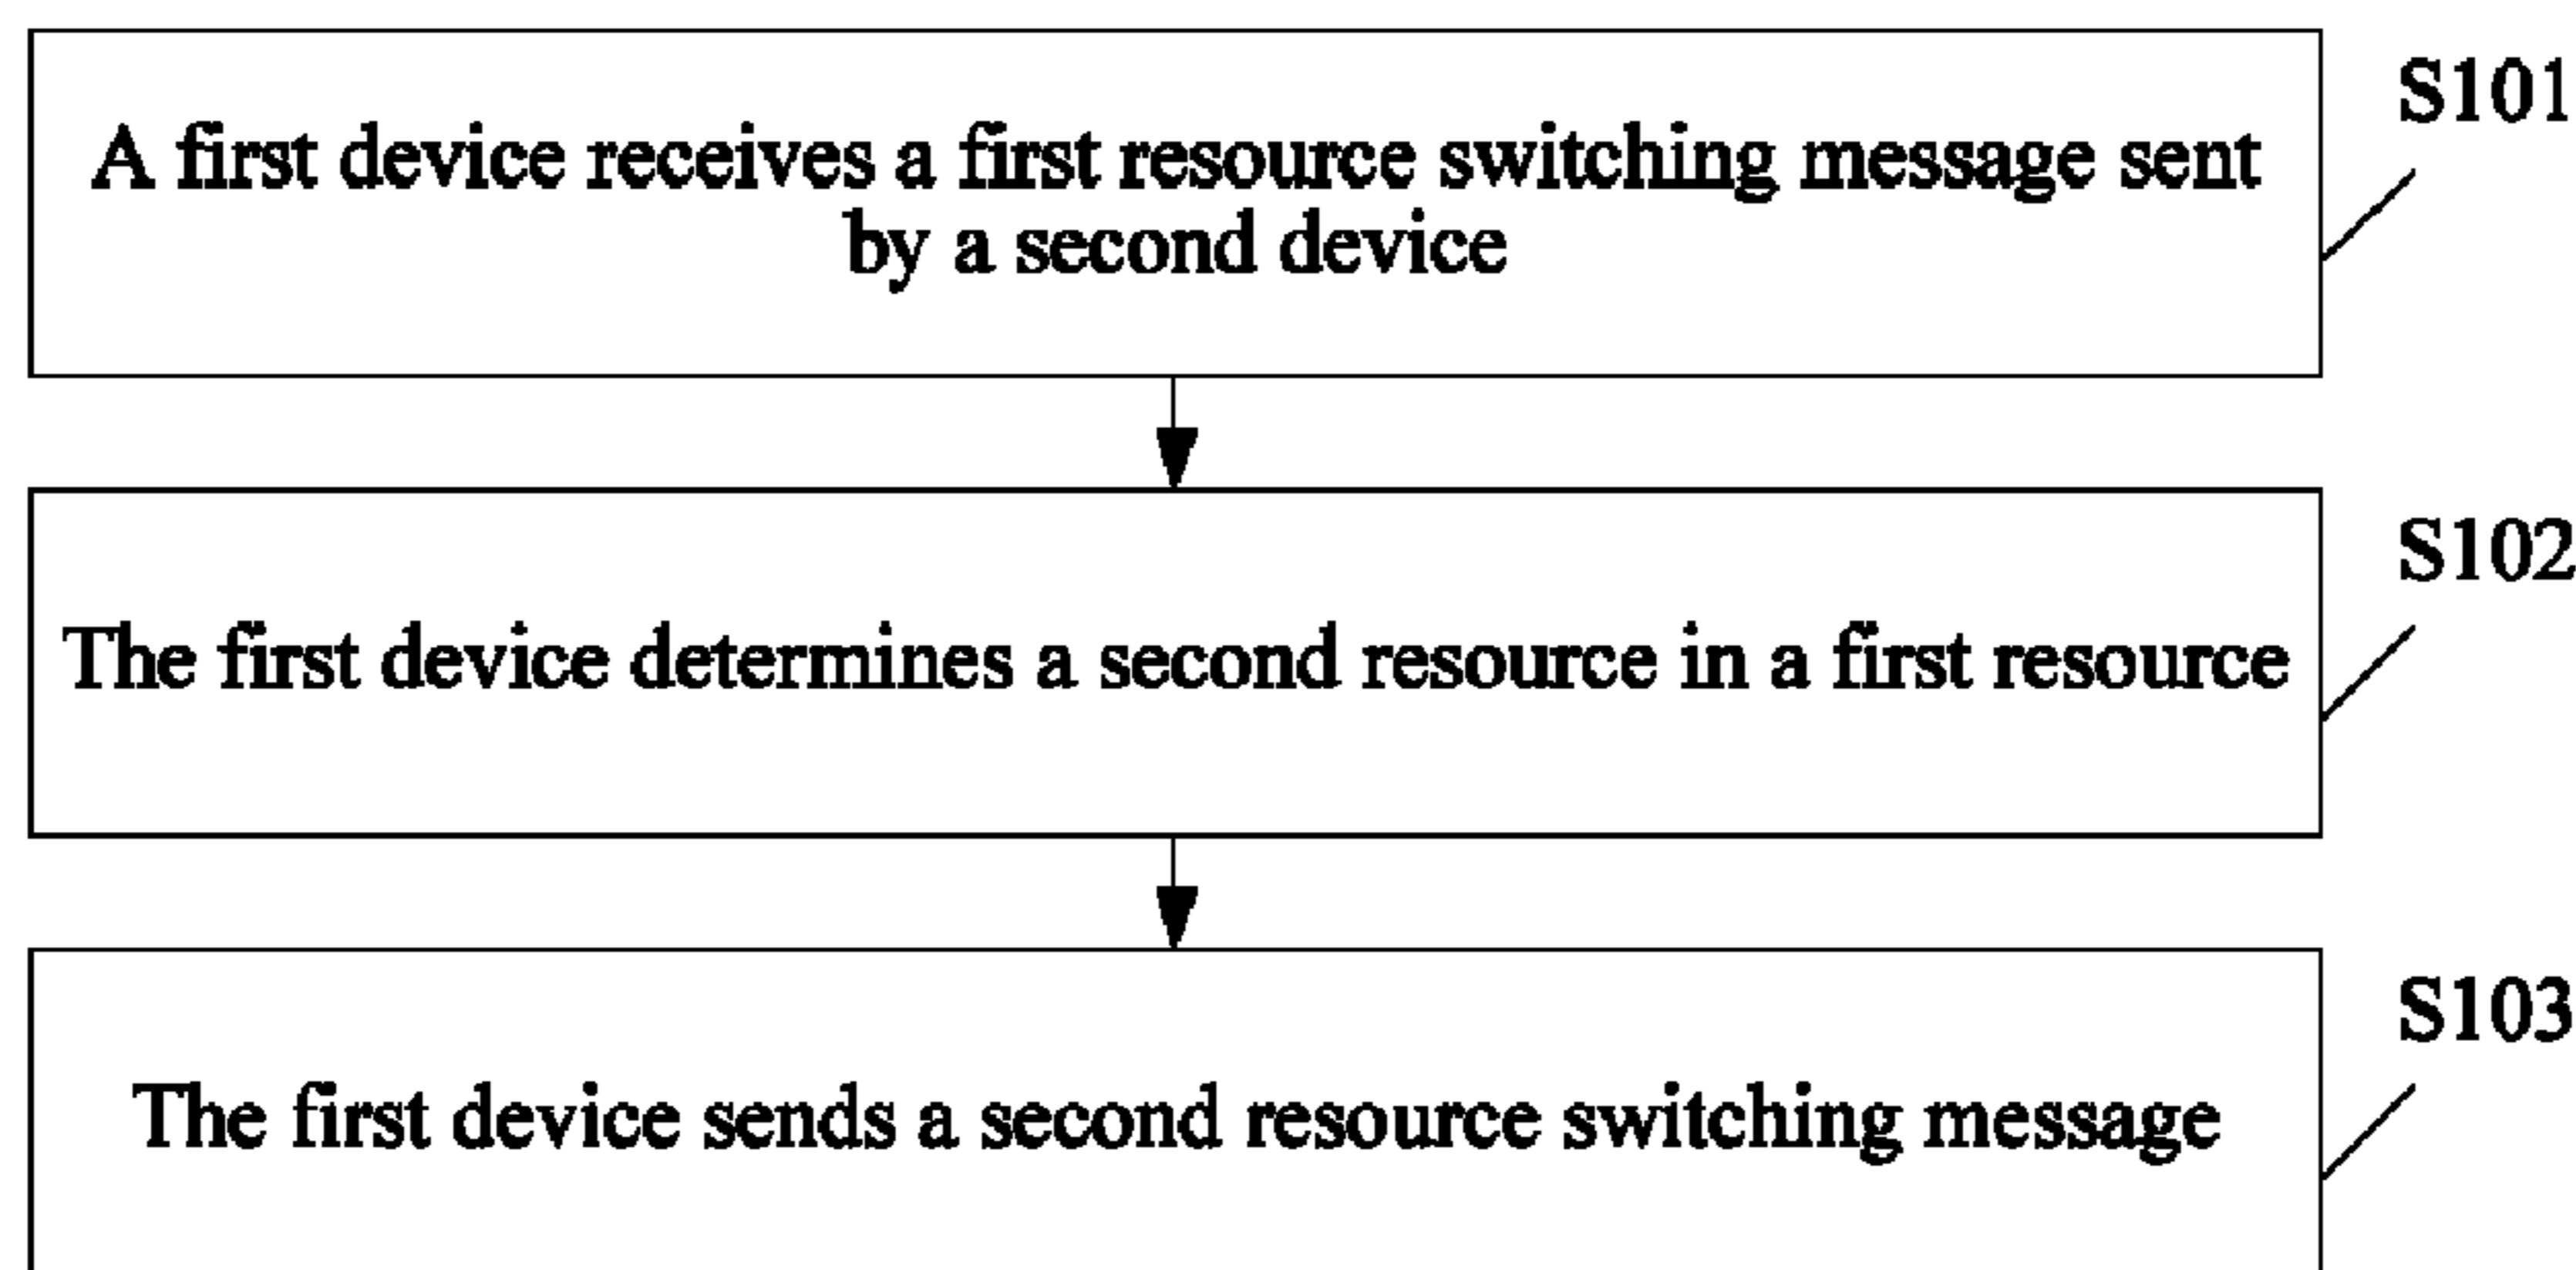 A first device receives a first resource switching message sent
by a second device
S101
The first device determines a second resource in a first resource
S102
The first device sends a second resource switching message
S103